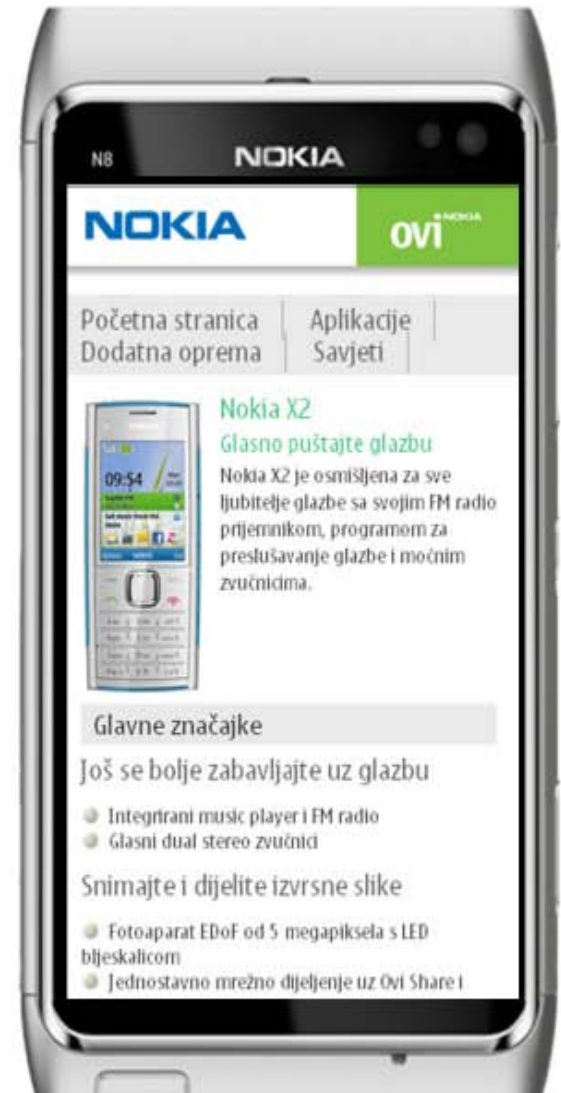 N8 NOKIA
NOKIA ovi NOKIA
Početna stranica | Aplikacije |
Dodatna oprema | Savjeti |
Nokia X2
Glasno puštajte glazbu
Nokia X2 je osmišljena za sve
ljubitelje glazbe sa svojim FM radio
prijemnikom, programom za
preslušavanje glazbe i moćnim
zvučnicima.
09:54
Glavne značajke
Još se bolje zabavljajte uz glazbu
Integrirani music player i FM radio
Glasni dual stereo zvučnici
Snimajte i dijelite izvrsne slike
Fotoaparat EDoF od 5 megapiksela s LED
bljeskalicom
Jednostavno mrežno dijeljenje uz Ovi Share i